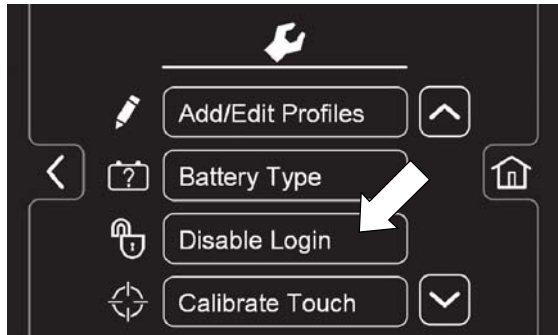 Add/Edit Profiles
Battery Type
Disable Login
Calibrate Touch